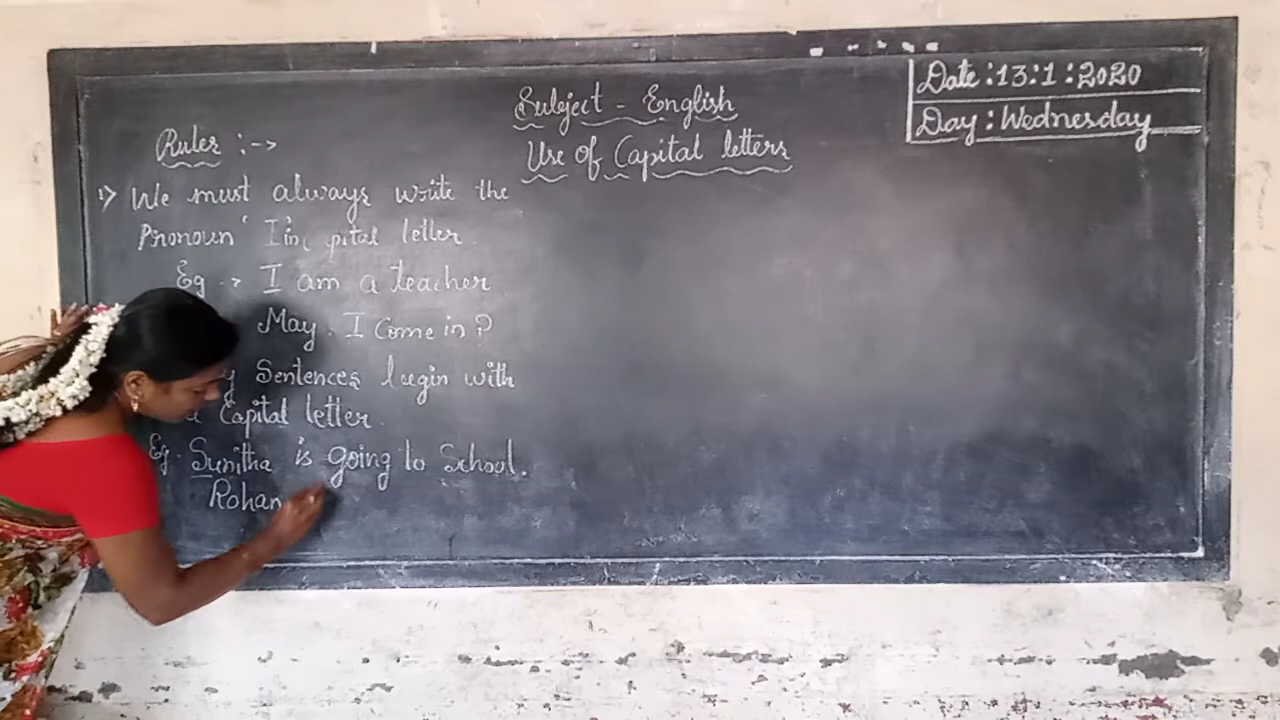 Subject - English
Use of Capital letters
Date : 13:1:2020
Day : Wednesday
Rules :->
1> We must always write the
Pronoun ' I in pital letter.
Eg -> I am a teacher
May. I Come in ?
Sentences begin with
a Capital letter.
Eg. Sunitha is going to School.
Rohan